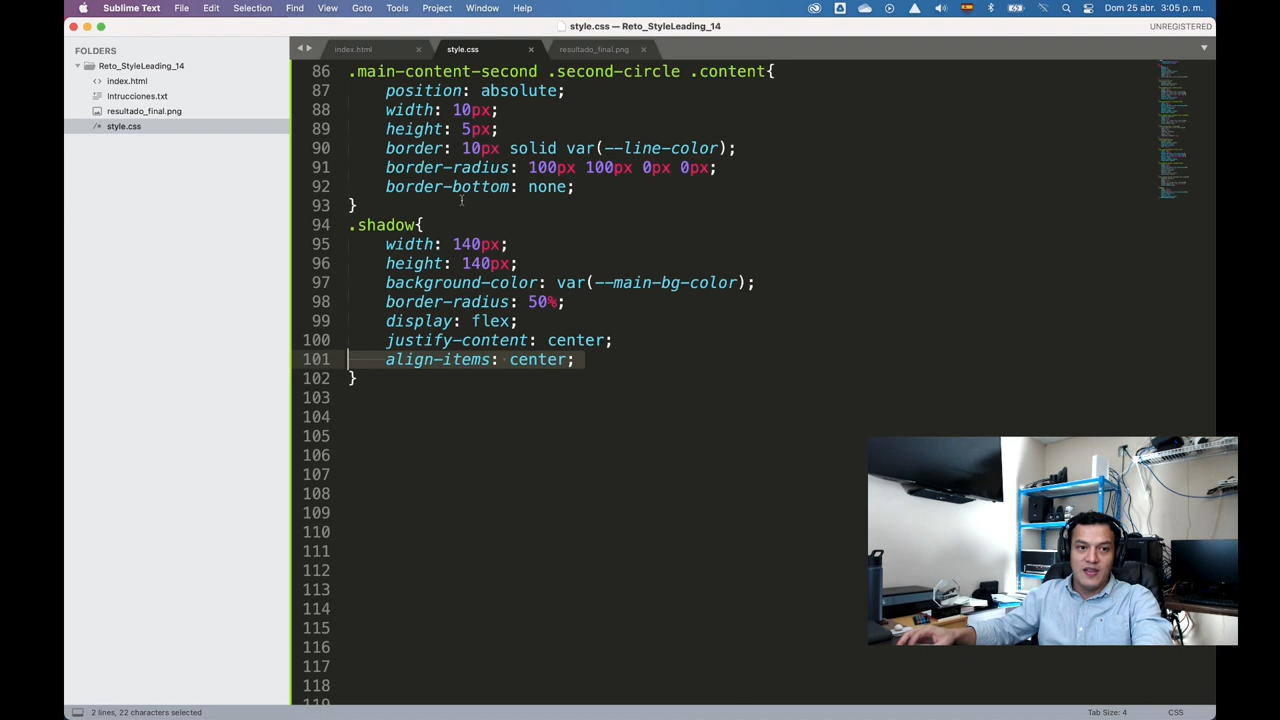 Sublime Text File Edit Selection Find View Goto Tools Project Window Help
Dom 25 abr. 3:05 p. m.
style.css — Reto_StyleLeading_14
UNREGISTERED
FOLDERS
Reto_StyleLeading_14
index.html
Intrucciones.txt
resultado_final.png
style.css
index.html
style.css
resultado_final.png
86 .main-content-second .second-circle .content{
87 position: absolute;
88 width: 10px;
89 height: 5px;
90 border: 10px solid var(--line-color);
91 border-radius: 100px 100px 0px 0px;
92 border-bottom: none;
93 }
94 .shadow{
95 width: 140px;
96 height: 140px;
97 background-color: var(--main-bg-color);
98 border-radius: 50%;
99 display: flex;
100 justify-content: center;
101 align-items: center;
102 }
103
104
105
106
107
108
109
110
111
112
113
114
115
116
117
118
2 lines, 22 characters selected
Tab Size: 4
CSS